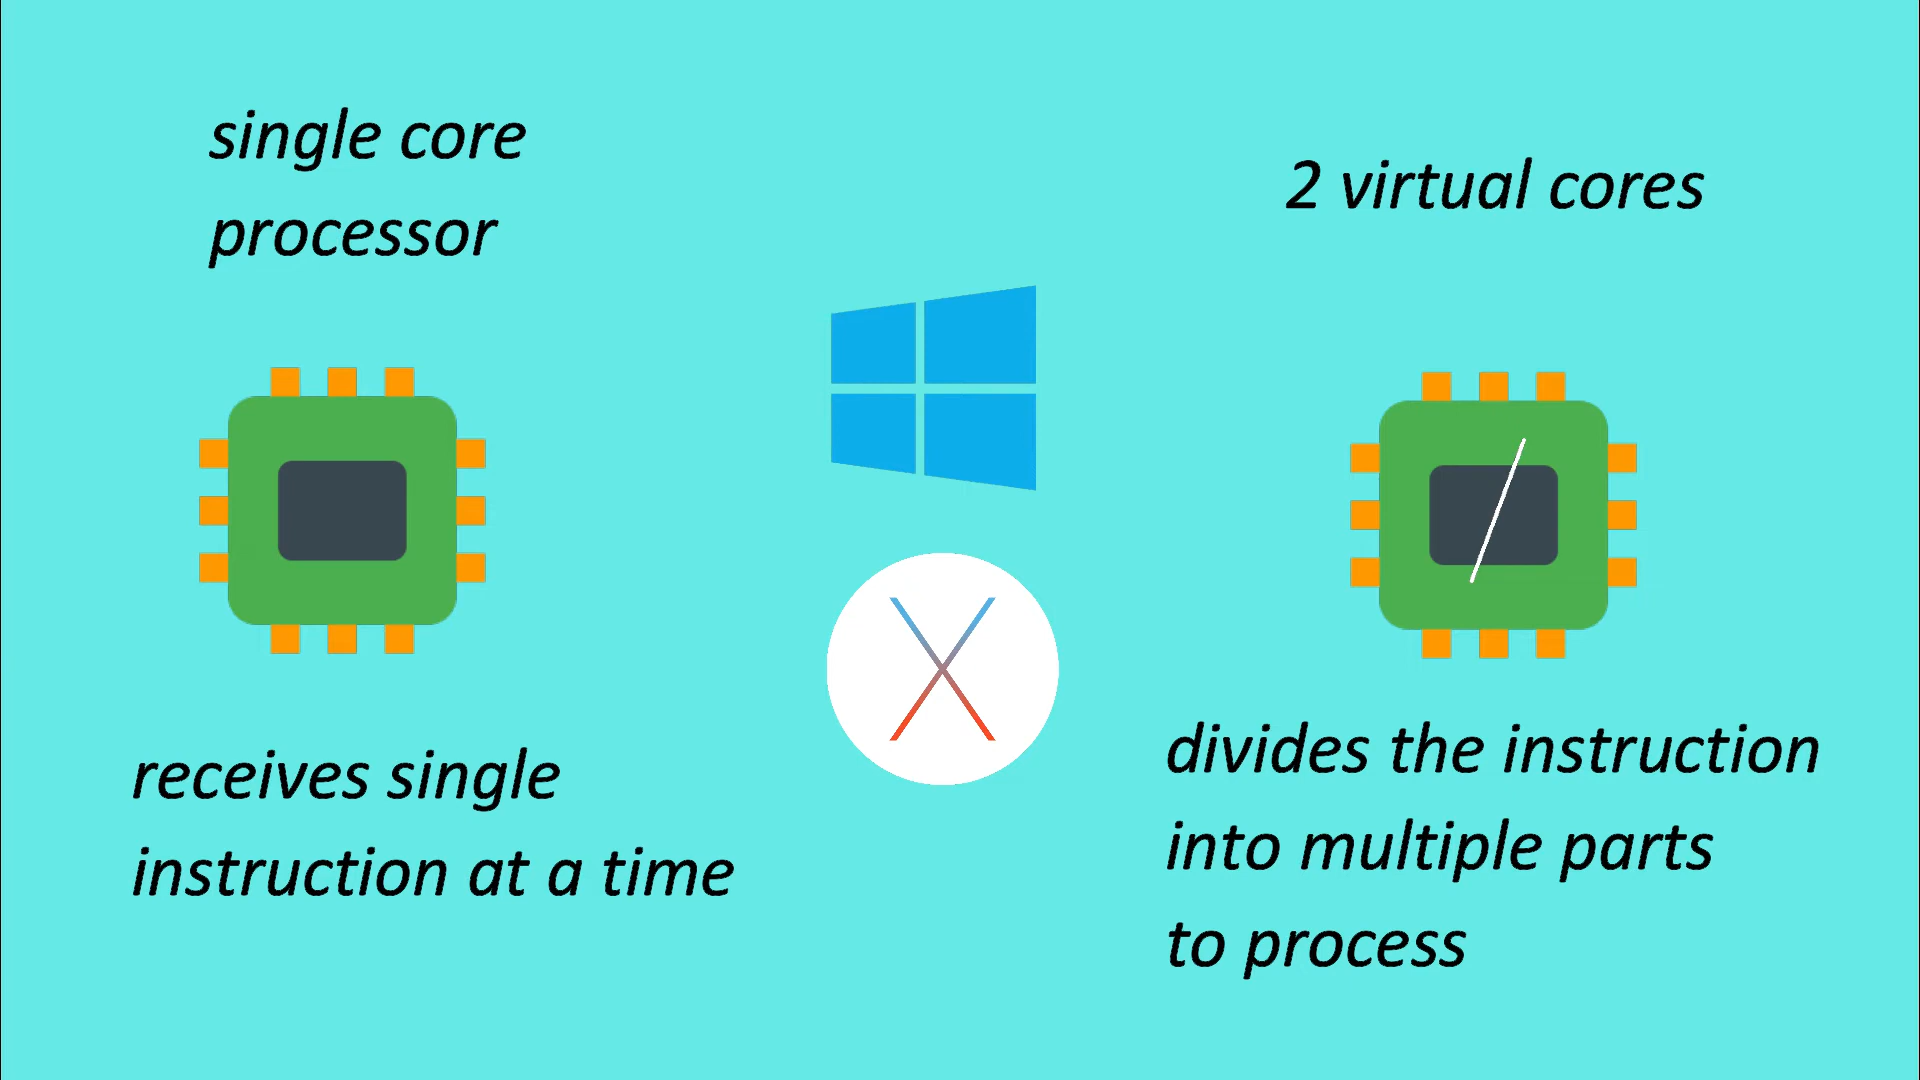 single core
processor
2 virtual cores
receives single
instruction at a time
divides the instruction
into multiple parts
to process